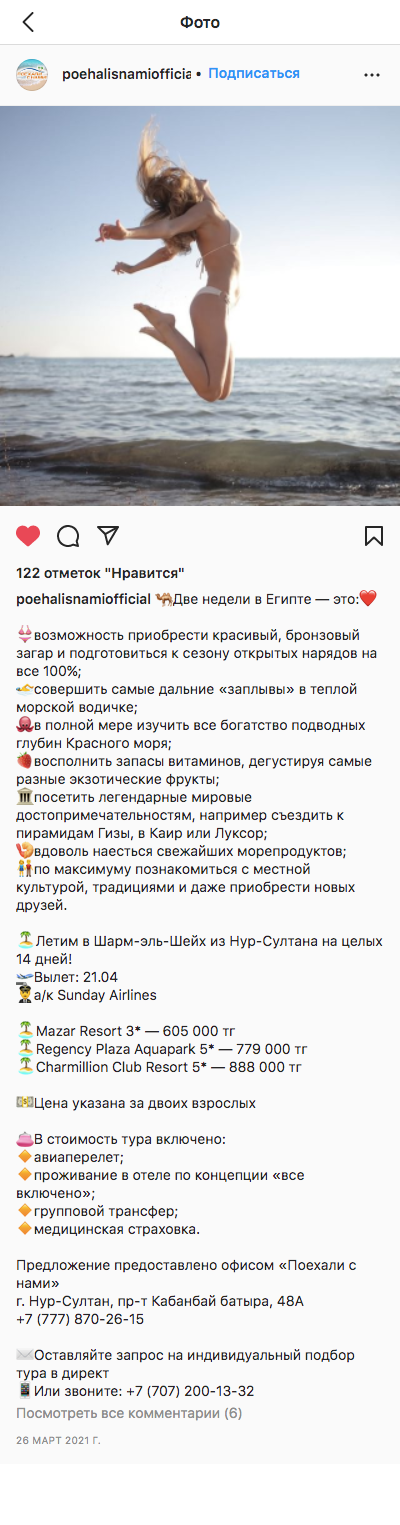 Фото
poehalisnamiofficia • Подписаться
122 отметок "Нравится"
poehalisnamiofficial 🐫Две недели в Египте — это:❤️
👙возможность приобрести красивый, бронзовый
загар и подготовиться к сезону открытых нарядов на
все 100%;
🏊совершить самые дальние «заплывы» в теплой
морской водичке;
🐙в полной мере изучить все богатство подводных
глубин Красного моря;
🍓восполнить запасы витаминов, дегустируя самые
разные экзотические фрукты;
🏛посетить легендарные мировые
достопримечательностям, например съездить к
пирамидам Гизы, в Каир или Луксор;
🍤вдоволь наесться свежайших морепродуктов;
👫по максимуму познакомиться с местной
культурой, традициями и даже приобрести новых
друзей.
🏝Летим в Шарм-эль-Шейх из Нур-Султана на целых
14 дней!
🛫Вылет: 21.04
👨‍✈️а/к Sunday Airlines
🏝Mazar Resort 3* — 605 000 тг
🏝Regency Plaza Aquapark 5* — 779 000 тг
🏝Charmillion Club Resort 5* — 888 000 тг
💵Цена указана за двоих взрослых
👛В стоимость тура включено:
🔸авиаперелет;
🔸проживание в отеле по концепции «все
включено»;
🔸групповой трансфер;
🔸медицинская страховка.
Предложение предоставлено офисом «Поехали с
нами»
г. Нур-Султан, пр-т Кабанбай батыра, 48А
+7 (777) 870-26-15
✉️Оставляйте запрос на индивидуальный подбор
тура в директ
📱Или звоните: +7 (707) 200-13-32
Посмотреть все комментарии (6)
26 МАРТ 2021 Г.